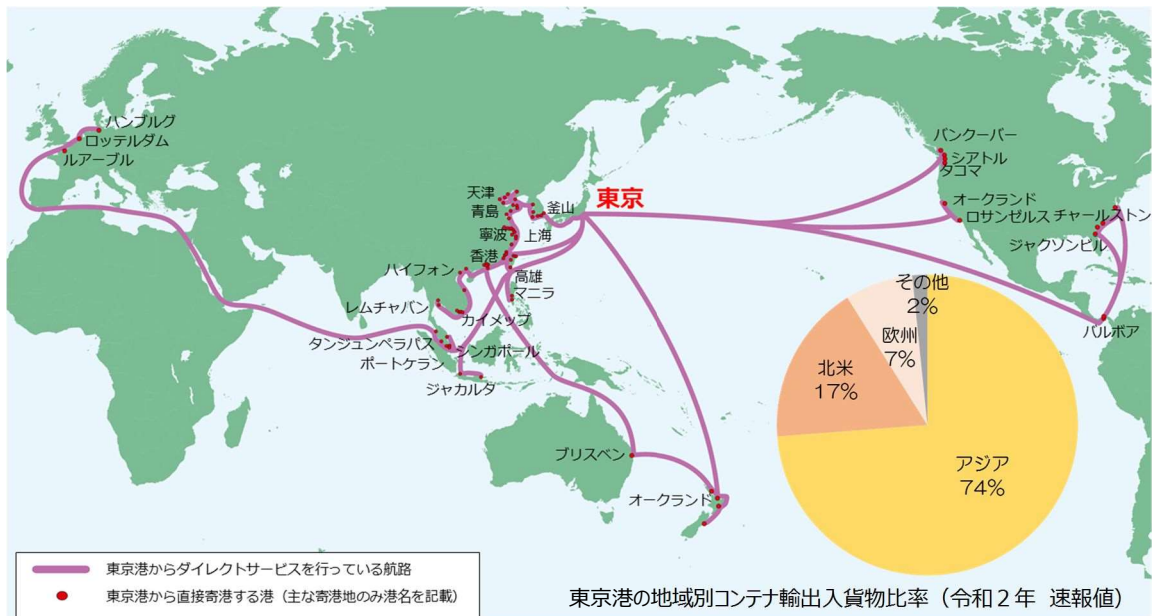 ハンブルグ
ロッテルダム
ルアーブル
バンクーバー
シアトル
タコマ
天津
釜山
東京
青島
オークランド
ロサンゼルス
チャールストン
寧波
上海
ジャクソンビル
香港
ハイフォン
高雄
マニラ
レムチャバン
カイメップ
バルボア
タンジュンペラパス
シンガポール
ポートケラン
ジャカルタ
ブリスベン
オークランド
その他
2%
欧州
7%
北米
17%
アジア
74%
東京港からダイレクトサービスを行っている航路
東京港から直接寄港する港（主な寄港地のみ港名を記載）
東京港の地域別コンテナ輸出入貨物比率（令和２年 速報値）